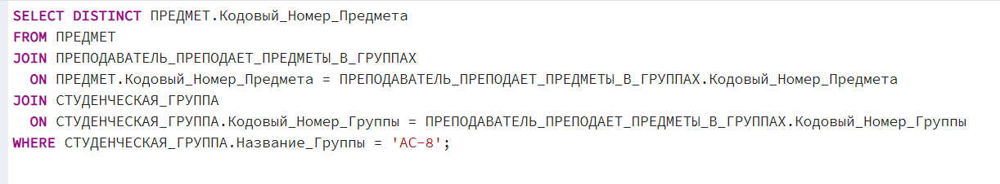 SELECT DISTINCT ПРЕДМЕТ.Кодовый_Номер_Предмета
FROM ПРЕДМЕТ
JOIN ПРЕПОДАВАТЕЛЬ_ПРЕПОДАЕТ_ПРЕДМЕТЫ_В_ГРУППАХ
  ON ПРЕДМЕТ.Кодовый_Номер_Предмета = ПРЕПОДАВАТЕЛЬ_ПРЕПОДАЕТ_ПРЕДМЕТЫ_В_ГРУППАХ.Кодовый_Номер_Предмета
JOIN СТУДЕНЧЕСКАЯ_ГРУППА
  ON СТУДЕНЧЕСКАЯ_ГРУППА.Кодовый_Номер_Группы = ПРЕПОДАВАТЕЛЬ_ПРЕПОДАЕТ_ПРЕДМЕТЫ_В_ГРУППАХ.Кодовый_Номер_Группы
WHERE СТУДЕНЧЕСКАЯ_ГРУППА.Название_Группы = 'АС-8';